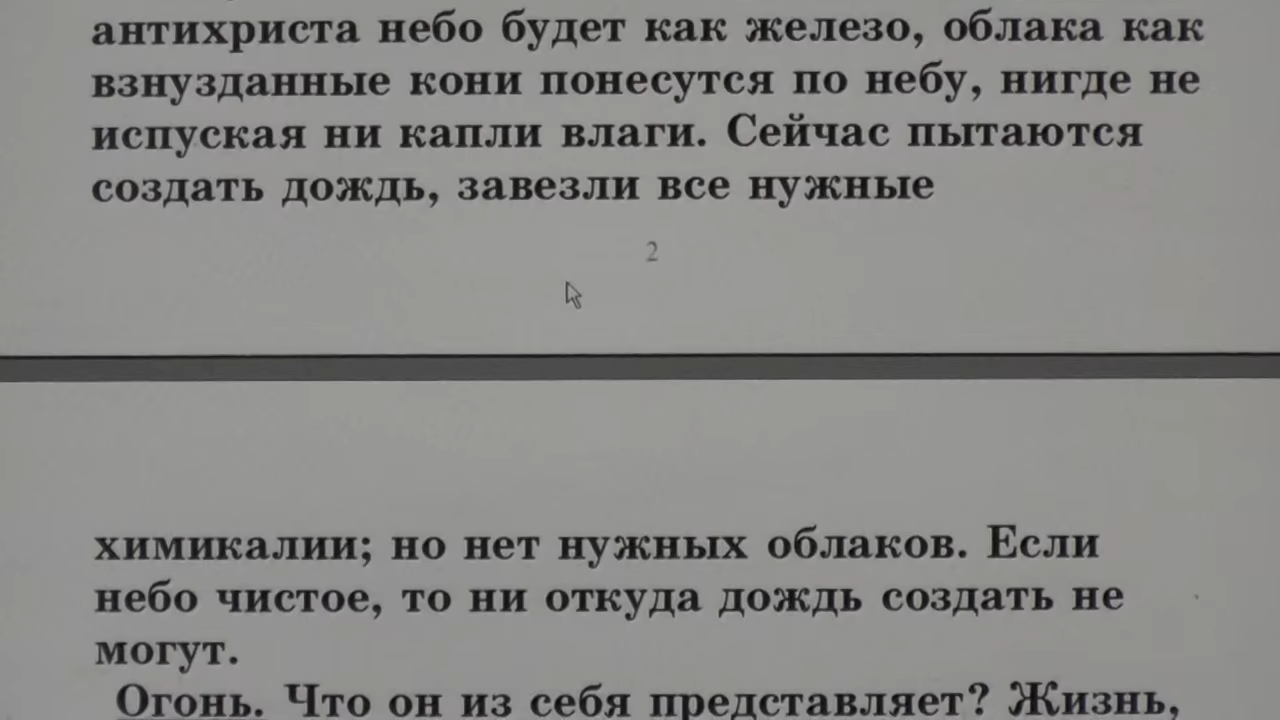 антихриста небо будет как железо, облака как
взнузданные кони понесутся по небу, нигде не
испуская ни капли влаги. Сейчас пытаются
создать дождь, завезли все нужные
2
химикалии; но нет нужных облаков. Если
небо чистое, то ни откуда дождь создать не
могут.
Огонь. Что он из себя представляет? Жизнь,